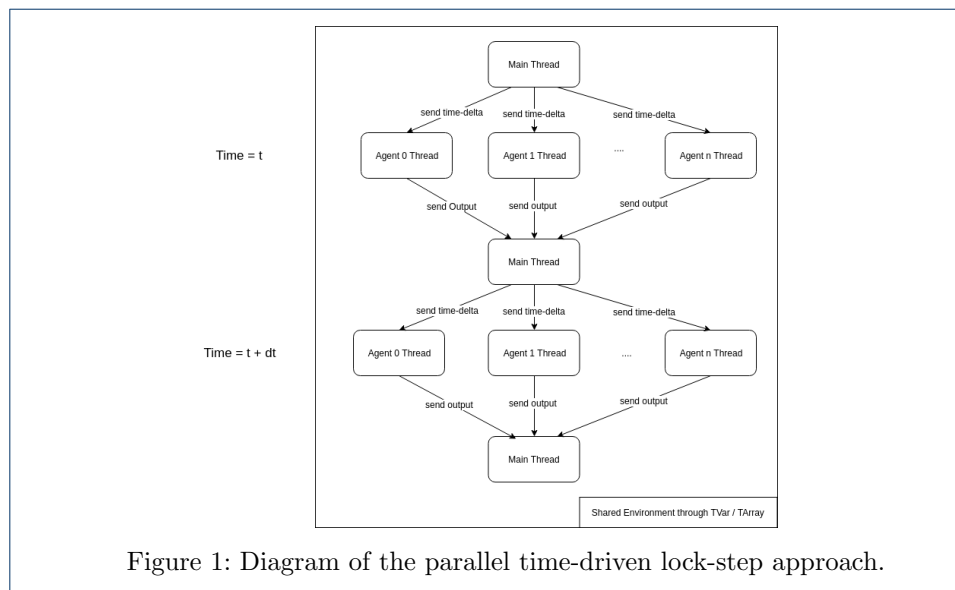 Main Thread
send time-delta
send time-delta
send time-delta
Time = t
Agent 0 Thread
Agent 1 Thread
....
Agent n Thread
send Output
send output
send output
Main Thread
send time-delta
send time-delta
send time-delta
Time = t + dt
Agent 0 Thread
Agent 1 Thread
....
Agent n Thread
send output
send output
send output
Main Thread
Shared Environment through TVar / TArray
Figure 1: Diagram of the parallel time-driven lock-step approach.